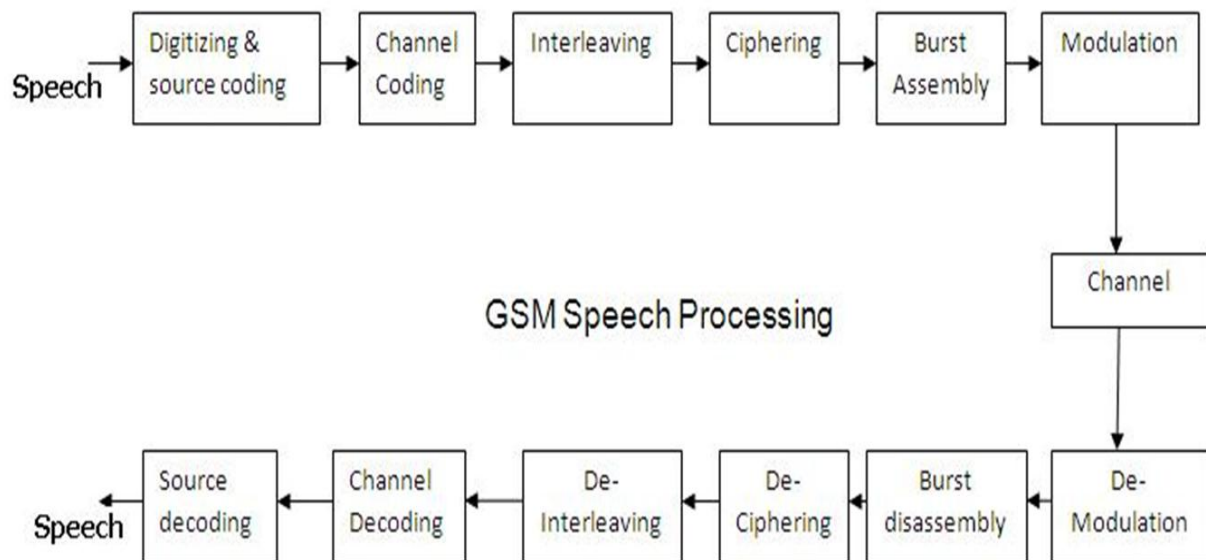 Speech
Digitizing &
source coding
Channel
Coding
Interleaving
Ciphering
Burst
Assembly
Modulation
Channel
GSM Speech Processing
De-
Modulation
Burst
disassembly
De-
Ciphering
De-
Interleaving
Channel
Decoding
Source
decoding
Speech